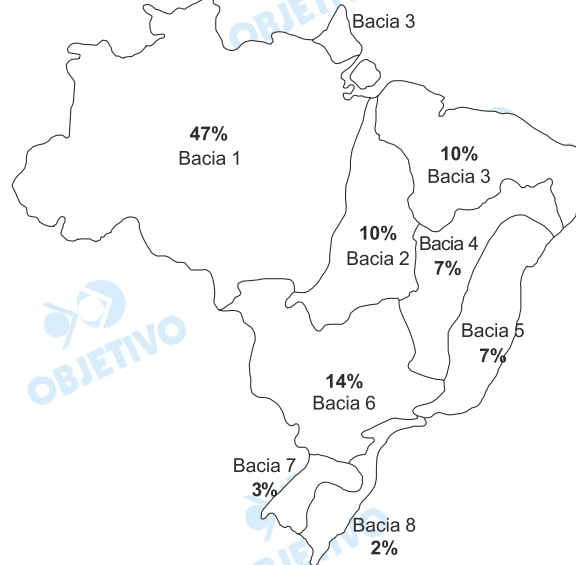 Bacia 3
47%
Bacia 1
10%
Bacia 3
10%
Bacia 2
Bacia 4
7%
Bacia 5
7%
14%
Bacia 6
Bacia 7
3%
Bacia 8
2%
OBJETIVO
OBJETIVO
OBJETIVO